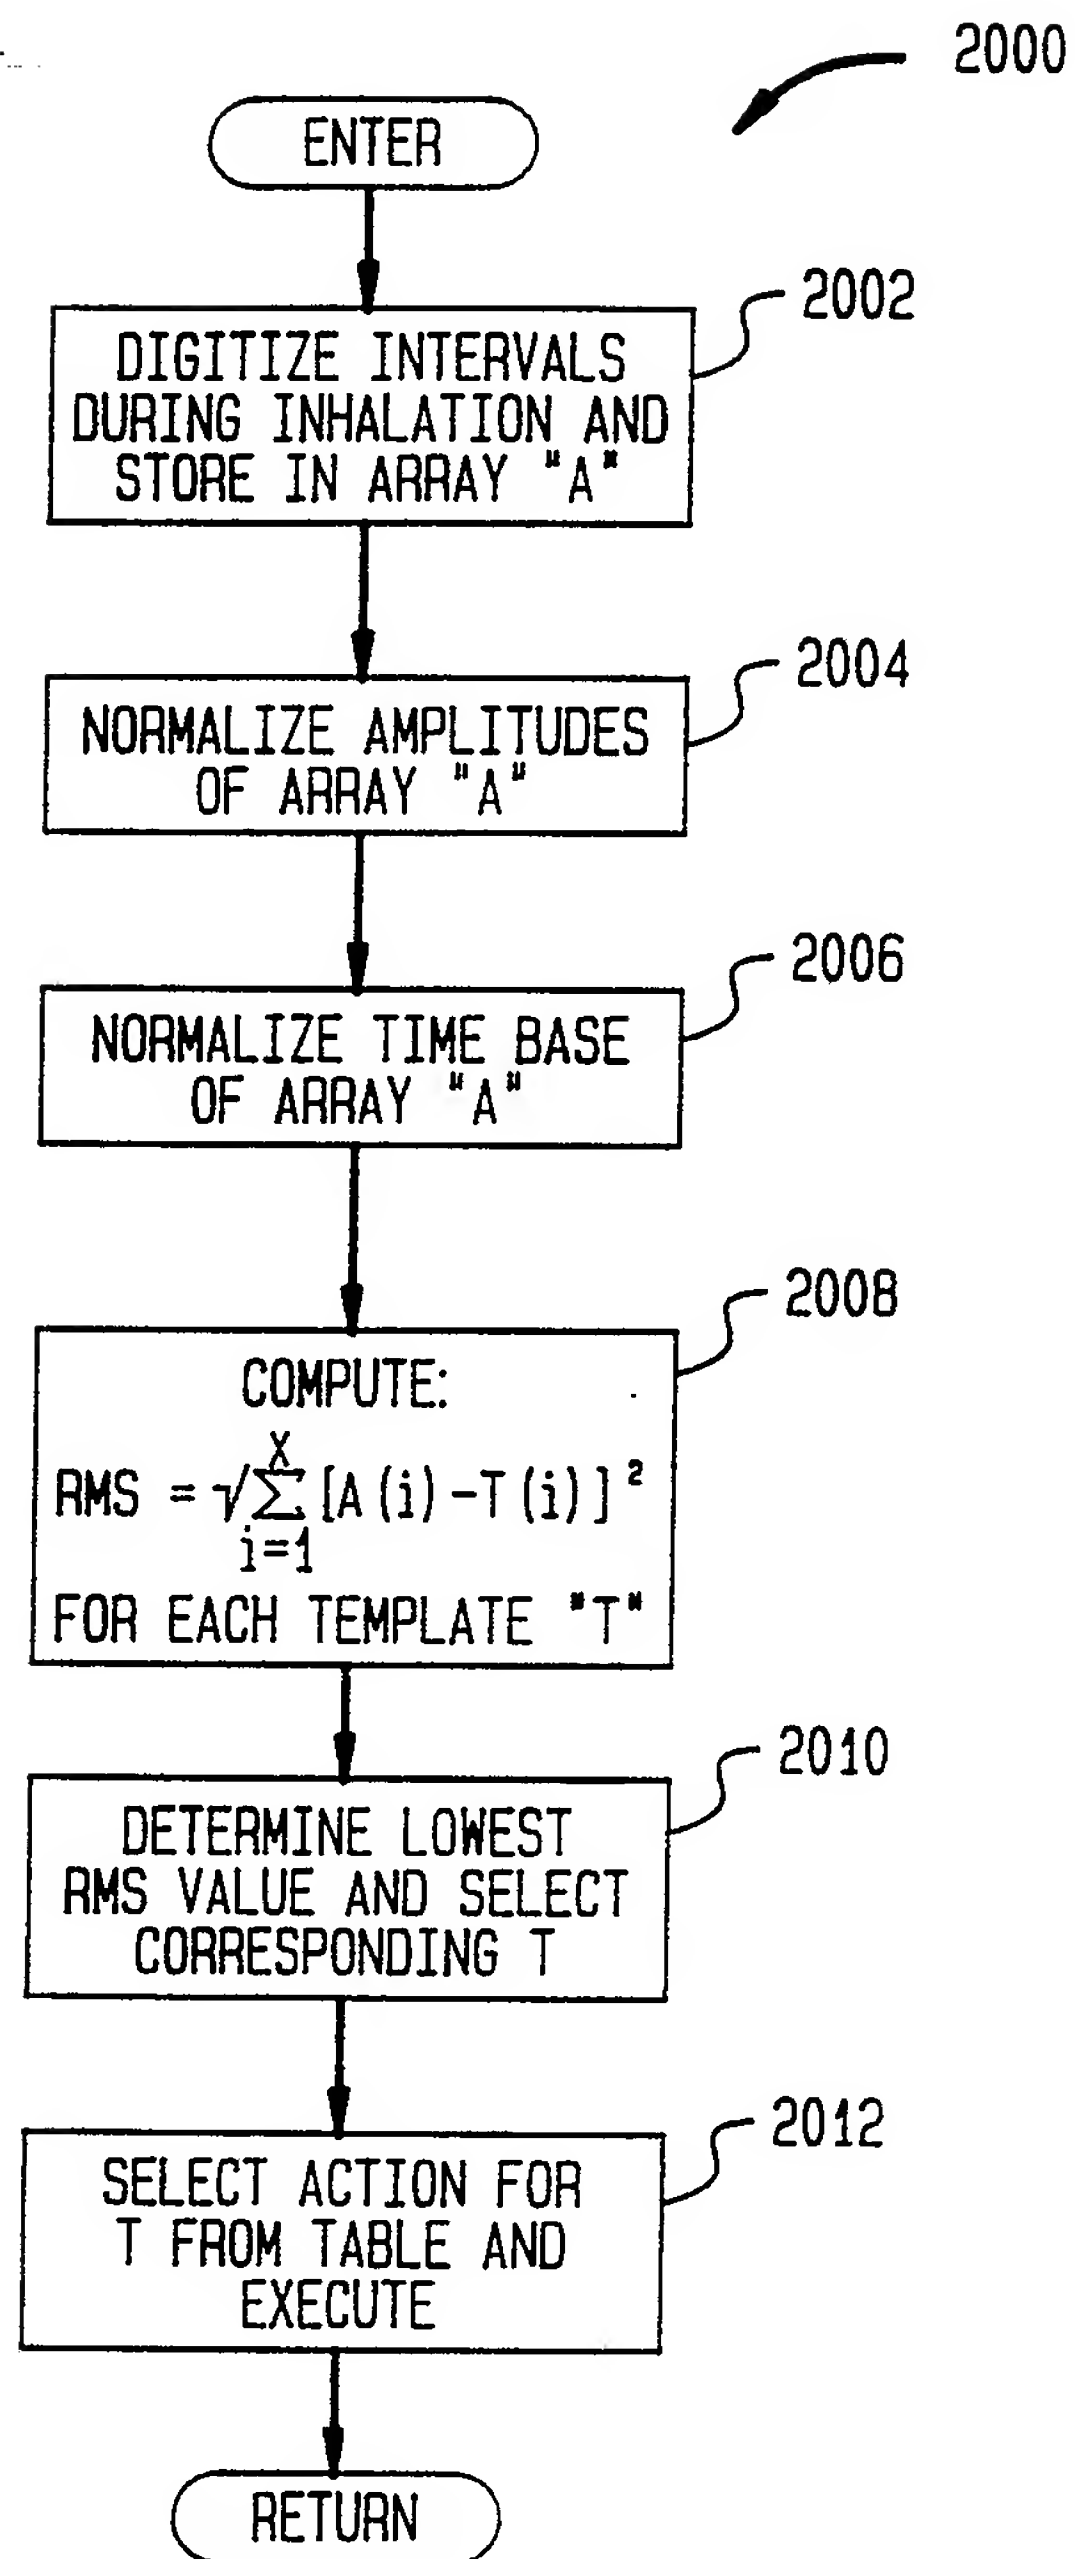 2000
ENTER
2002
DIGITIZE INTERVALS
DURING INHALATION AND
STORE IN ARRAY "A"
2004
NORMALIZE AMPLITUDES
OF ARRAY "A"
2006
NORMALIZE TIME BASE
OF ARRAY "A"
2008
COMPUTE:
X
RMS = √∑ [A(i)-T(i)]²
i=1
FOR EACH TEMPLATE "T"
2010
DETERMINE LOWEST
RMS VALUE AND SELECT
CORRESPONDING T
2012
SELECT ACTION FOR
T FROM TABLE AND
EXECUTE
RETURN